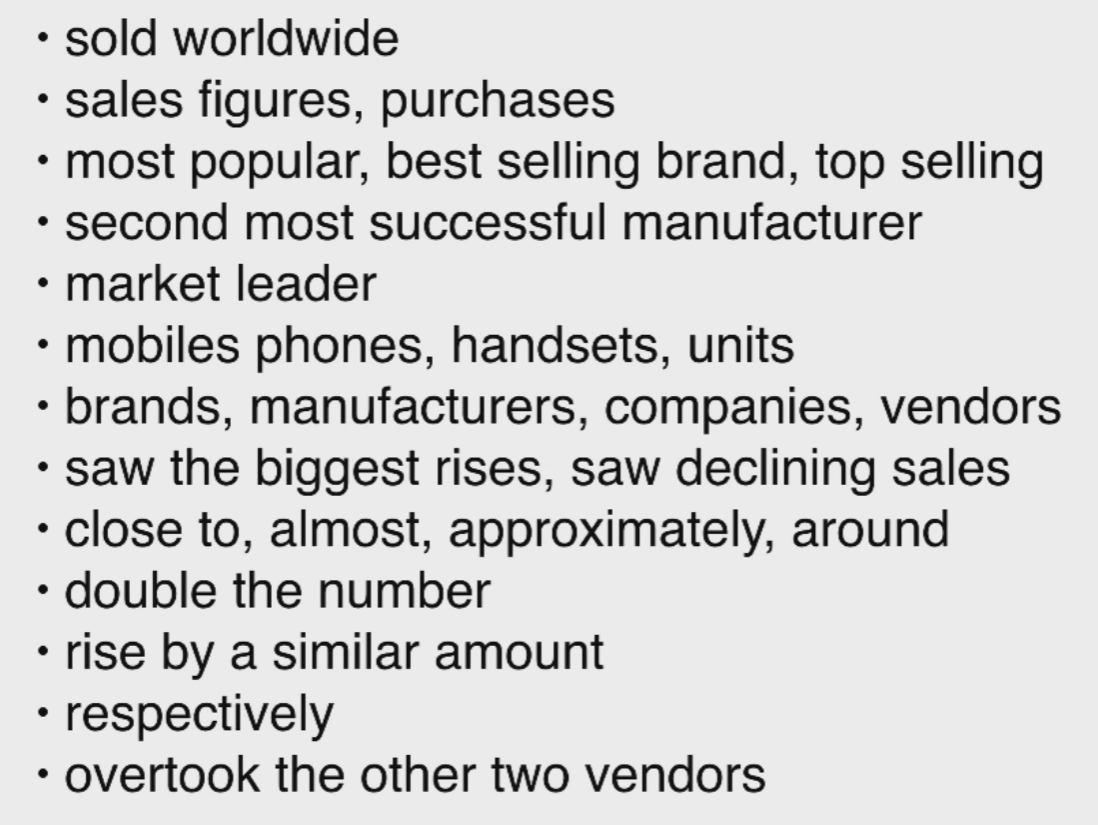 • sold worldwide
• sales figures, purchases
• most popular, best selling brand, top selling
• second most successful manufacturer
• market leader
• mobiles phones, handsets, units
• brands, manufacturers, companies, vendors
• saw the biggest rises, saw declining sales
• close to, almost, approximately, around
• double the number
• rise by a similar amount
• respectively
• overtook the other two vendors